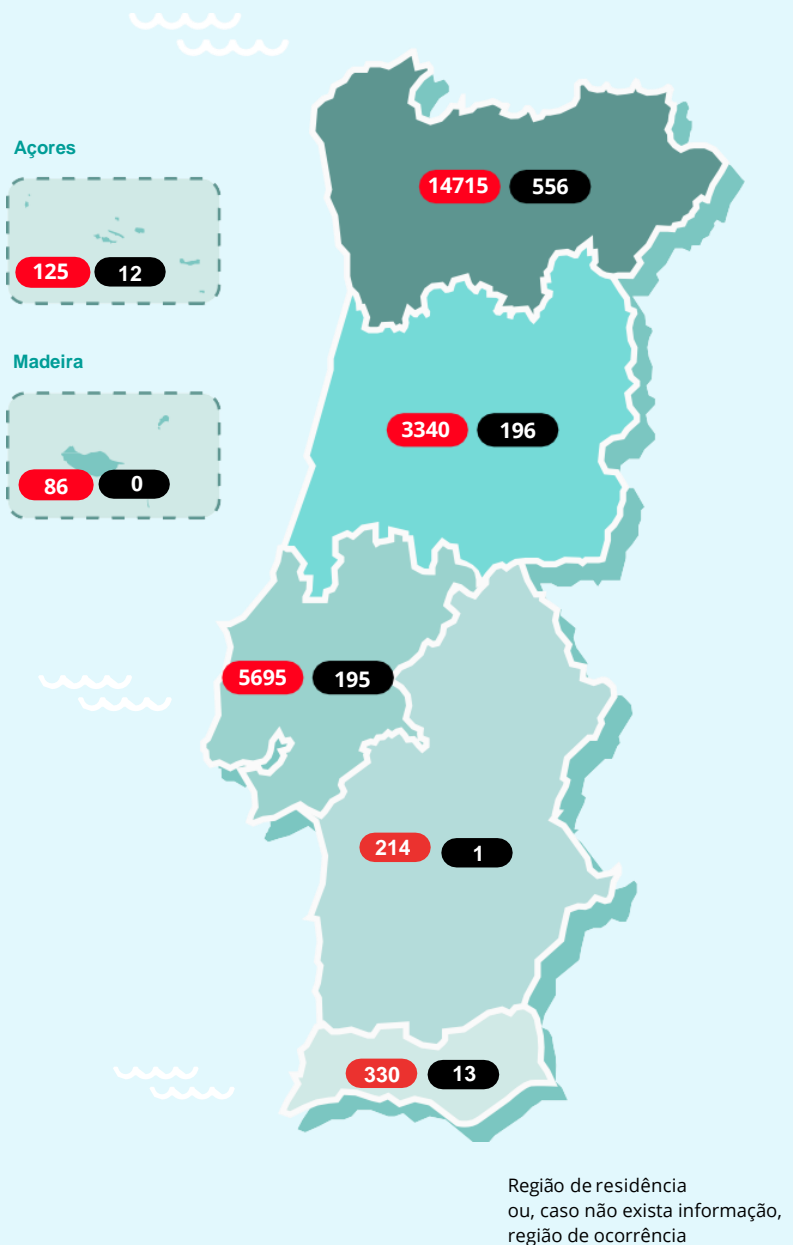 Açores
14715 556
125 12
Madeira
3340 196
86 0
5695 195
214 1
330 13
Região de residência
ou, caso não exista informação,
região de ocorrência